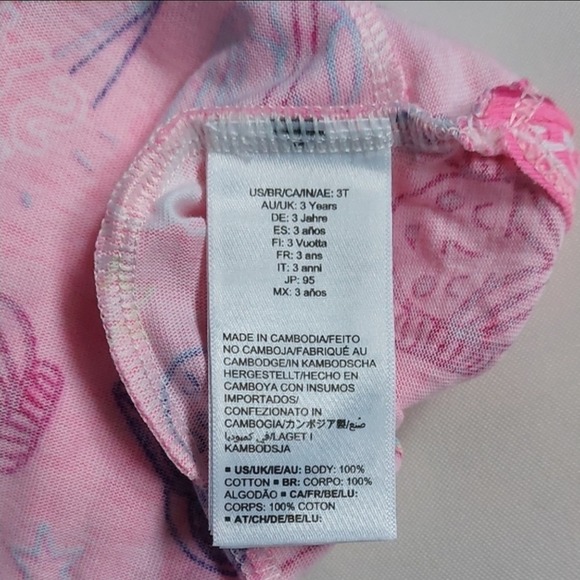 US/BR/CA/IN/AE: 3T
AU/UK: 3 Years
DE: 3 Jahre
ES: 3 años
FI: 3 Vuotta
FR: 3 ans
IT: 3 anni
JP: 95
MX: 3 años
MADE IN CAMBODIA/FEITO
NO CAMBOJA/FABRIQUÉ AU
CAMBODGE/IN KAMBODSCHA
HERGESTELLT/HECHO EN
CAMBOYA CON INSUMOS
IMPORTADOS/
CONFEZIONATO IN
CAMBOGIA/カンボジア製/صُنع
في كمبوديا/LAGET I
KAMBODSJA
■ US/UK/IE/AU: BODY: 100%
COTTON ■ BR: CORPO: 100%
ALGODÃO ■ CA/FR/BE/LU:
CORPS: 100% COTON
■ AT/CH/DE/BE/LU: